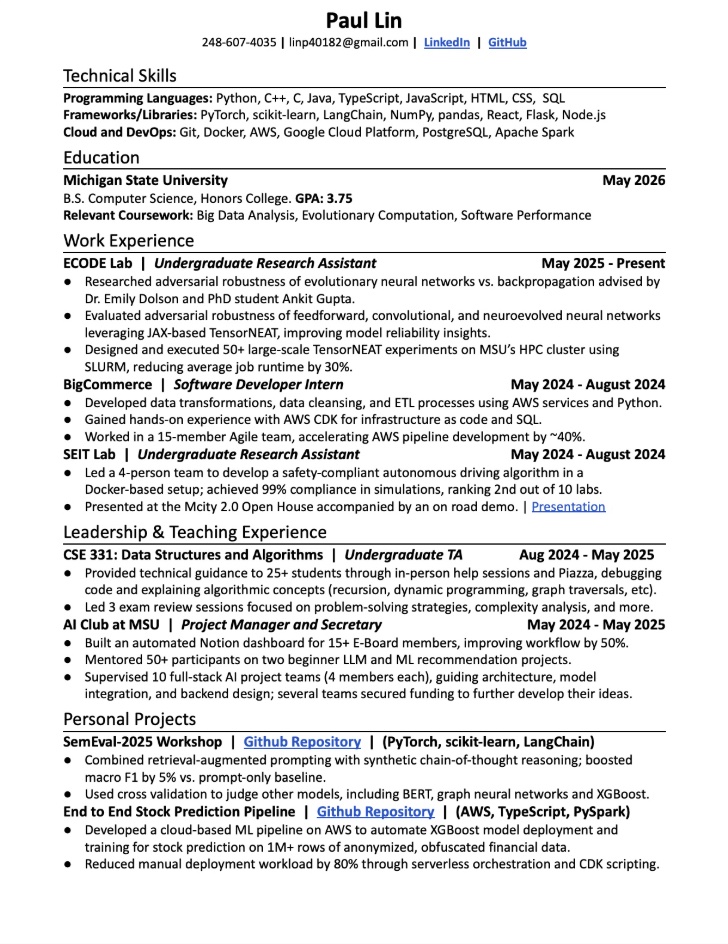 Paul Lin
248-607-4035 | linp40182@gmail.com | LinkedIn | GitHub
Technical Skills
Programming Languages: Python, C++, C, Java, TypeScript, JavaScript, HTML, CSS, SQL
Frameworks/Libraries: PyTorch, scikit-learn, LangChain, NumPy, pandas, React, Flask, Node.js
Cloud and DevOps: Git, Docker, AWS, Google Cloud Platform, PostgreSQL, Apache Spark
Education
Michigan State University May 2026
B.S. Computer Science, Honors College. GPA: 3.75
Relevant Coursework: Big Data Analysis, Evolutionary Computation, Software Performance
Work Experience
ECODE Lab | Undergraduate Research Assistant May 2025 - Present
● Researched adversarial robustness of evolutionary neural networks vs. backpropagation advised by
Dr. Emily Dolson and PhD student Ankit Gupta.
● Evaluated adversarial robustness of feedforward, convolutional, and neuroevolved neural networks
leveraging JAX-based TensorNEAT, improving model reliability insights.
● Designed and executed 50+ large-scale TensorNEAT experiments on MSU's HPC cluster using
SLURM, reducing average job runtime by 30%.
BigCommerce | Software Developer Intern May 2024 - August 2024
● Developed data transformations, data cleansing, and ETL processes using AWS services and Python.
● Gained hands-on experience with AWS CDK for infrastructure as code and SQL.
● Worked in a 15-member Agile team, accelerating AWS pipeline development by ~40%.
SEIT Lab | Undergraduate Research Assistant May 2024 - August 2024
● Led a 4-person team to develop a safety-compliant autonomous driving algorithm in a
Docker-based setup; achieved 99% compliance in simulations, ranking 2nd out of 10 labs.
● Presented at the Mcity 2.0 Open House accompanied by an on road demo. | Presentation
Leadership & Teaching Experience
CSE 331: Data Structures and Algorithms | Undergraduate TA Aug 2024 - May 2025
● Provided technical guidance to 25+ students through in-person help sessions and Piazza, debugging
code and explaining algorithmic concepts (recursion, dynamic programming, graph traversals, etc).
● Led 3 exam review sessions focused on problem-solving strategies, complexity analysis, and more.
AI Club at MSU | Project Manager and Secretary May 2024 - May 2025
● Built an automated Notion dashboard for 15+ E-Board members, improving workflow by 50%.
● Mentored 50+ participants on two beginner LLM and ML recommendation projects.
● Supervised 10 full-stack AI project teams (4 members each), guiding architecture, model
integration, and backend design; several teams secured funding to further develop their ideas.
Personal Projects
SemEval-2025 Workshop | Github Repository | (PyTorch, scikit-learn, LangChain)
● Combined retrieval-augmented prompting with synthetic chain-of-thought reasoning; boosted
macro F1 by 5% vs. prompt-only baseline.
● Used cross validation to judge other models, including BERT, graph neural networks and XGBoost.
End to End Stock Prediction Pipeline | Github Repository | (AWS, TypeScript, PySpark)
● Developed a cloud-based ML pipeline on AWS to automate XGBoost model deployment and
training for stock prediction on 1M+ rows of anonymized, obfuscated financial data.
● Reduced manual deployment workload by 80% through serverless orchestration and CDK scripting.